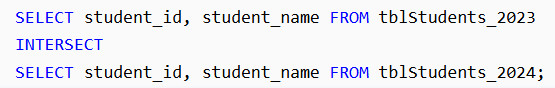 SELECT student_id, student_name FROM tblStudents_2023
INTERSECT
SELECT student_id, student_name FROM tblStudents_2024;